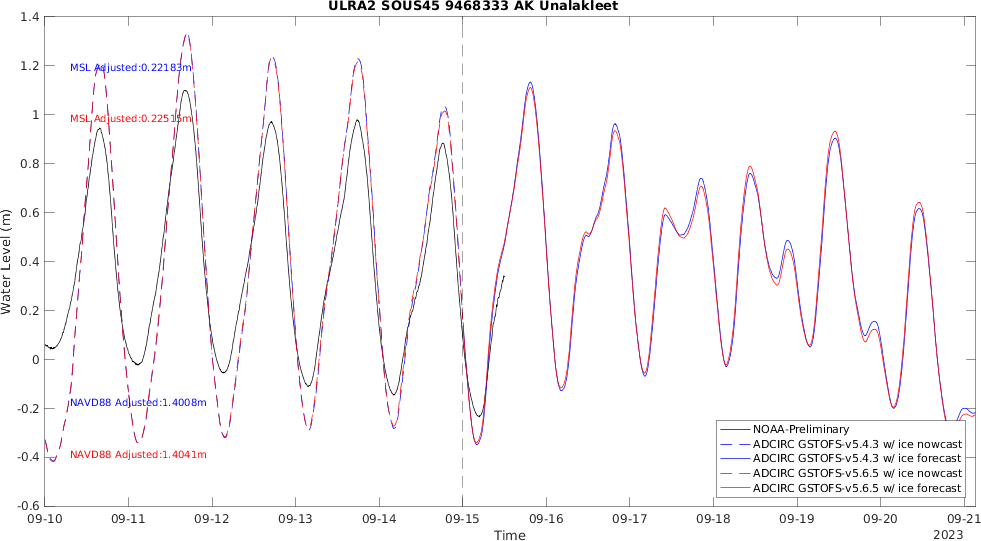 ULRA2 SOUS45 9468333 AK Unalakleet
1.4
1.2
1
0.8
0.6
0.4
0.2
0
-0.2
-0.4
-0.6
Water Level (m)
MSL Adjusted:0.22183m
MSL Adjusted:0.22515m
NAVD88 Adjusted:1.4008m
NAVD88 Adjusted:1.4041m
NOAA-Preliminary
ADCIRC GSTOFS-v5.4.3 w/ ice nowcast
ADCIRC GSTOFS-v5.4.3 w/ ice forecast
ADCIRC GSTOFS-v5.6.5 w/ ice nowcast
ADCIRC GSTOFS-v5.6.5 w/ ice forecast
09-10 09-11 09-12 09-13 09-14 09-15 09-16 09-17 09-18 09-19 09-20 09-21
Time
2023